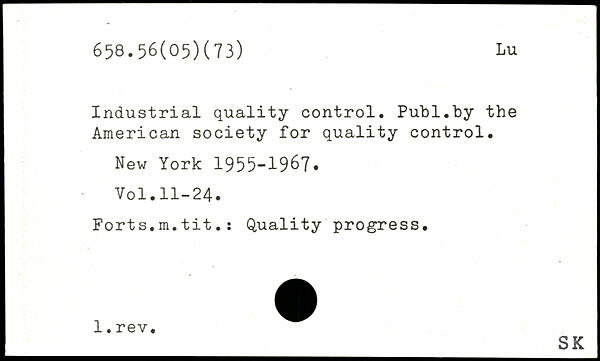 658.56(05)(73) Lu
Industrial quality control. Publ.by the
American society for quality control.
New York 1955-1967.
Vol.11-24.
Forts.m.tit.: Quality progress.
1.rev.
SK